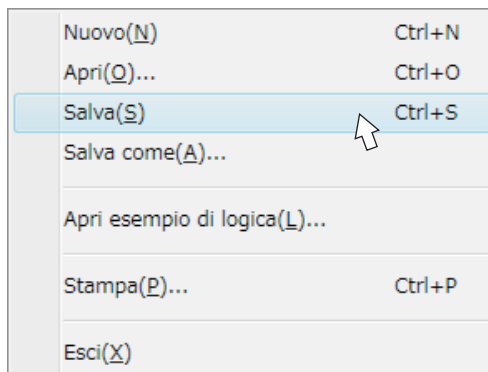 Nuovo(N) Ctrl+N
Apri(O)... Ctrl+O
Salva(S) Ctrl+S
Salva come(A)...
Apri esempio di logica(L)...
Stampa(P)... Ctrl+P
Esci(X)